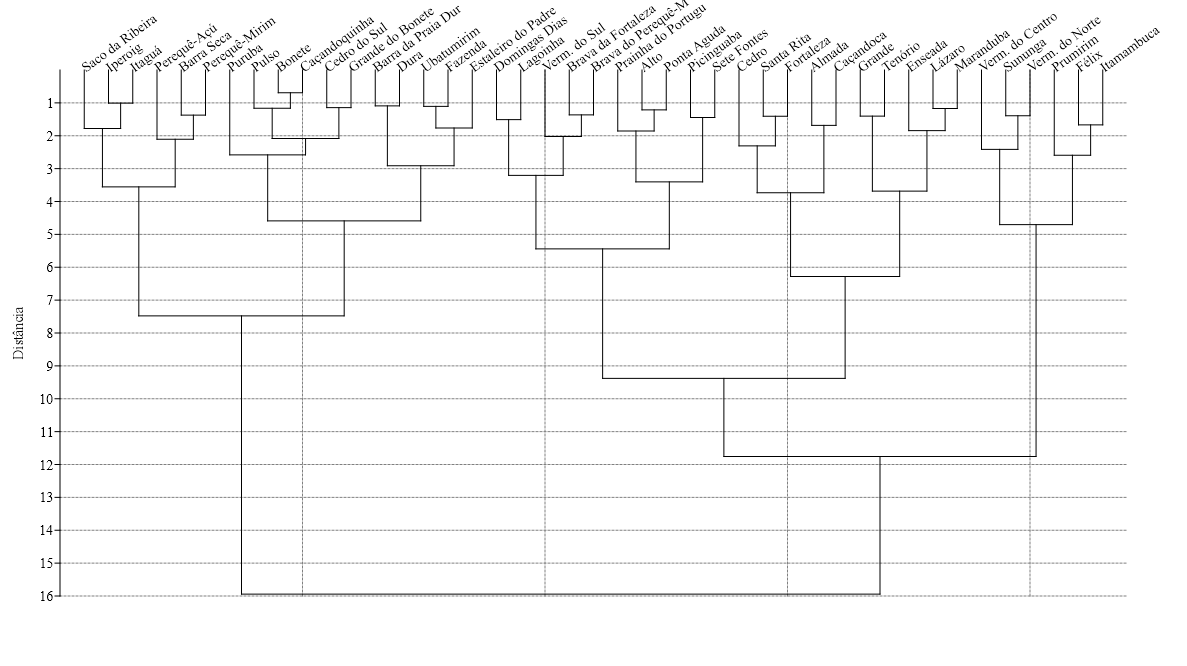 Saco da Ribeira
Iperoig
Itaguá
Perequê-Açú
Barra Seca
Perequê-Mirim
Puruba
Pulso
Bonete
Caçandoquinha
Cedro do Sul
Grande do Bonete
Barra da Praia Dur
Dura
Ubatumirim
Fazenda
Estaleiro do Padre
Domingas Dias
Lagoinha
Verm. do Sul
Brava da Fortaleza
Brava do Perequê-M
Prainha do Portugu
Alto
Ponta Aguda
Picinguaba
Sete Fontes
Cedro
Santa Rita
Fortaleza
Almada
Caçandoca
Grande
Tenório
Enseada
Lázaro
Maranduba
Verm. do Centro
Sununga
Verm. do Norte
Prumirim
Félix
Itamambuca
1
2
3
4
5
6
7
8
9
10
11
12
13
14
15
16
Distância